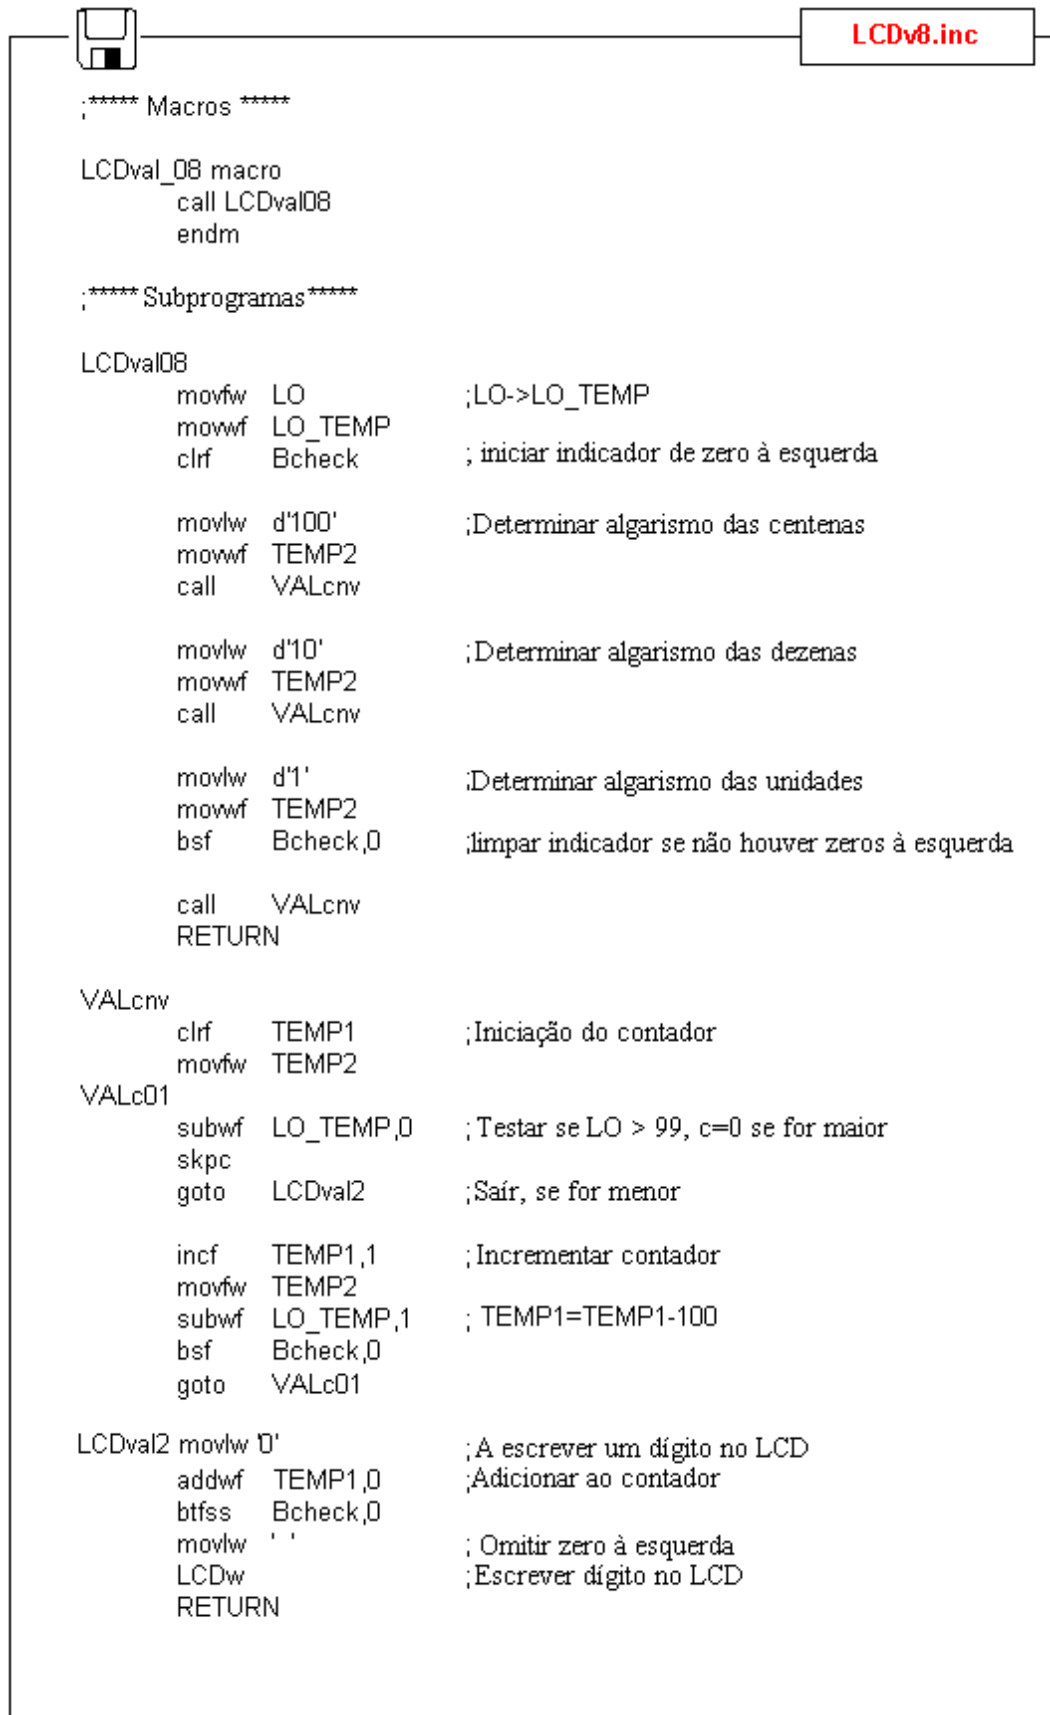 LCDv8.inc
;***** Macros *****
LCDval_08 macro
call LCDval08
endm
;***** Subprogramas*****
LCDval08
movfw LO ;LO->LO_TEMP
movwf LO_TEMP
clrf Bcheck ; iniciar indicador de zero à esquerda
movlw d'100' ;Determinar algarismo das centenas
movwf TEMP2
call VALcnv
movlw d'10' ;Determinar algarismo das dezenas
movwf TEMP2
call VALcnv
movlw d'1' ;Determinar algarismo das unidades
movwf TEMP2
bsf Bcheck,0 ;limpar indicador se não houver zeros à esquerda
call VALcnv
RETURN
VALcnv
clrf TEMP1 ;Iniciação do contador
movfw TEMP2
VALc01
subwf LO_TEMP,0 ; Testar se LO > 99, c=0 se for maior
skpc
goto LCDval2 ;Saír, se for menor
incf TEMP1,1 ; Incrementar contador
movfw TEMP2
subwf LO_TEMP,1 ; TEMP1=TEMP1-100
bsf Bcheck,0
goto VALc01
LCDval2 movlw '0' ; A escrever um dígito no LCD
addwf TEMP1,0 ;Adicionar ao contador
btfss Bcheck,0
movlw ' ' ; Omitir zero à esquerda
LCDw ;Escrever dígito no LCD
RETURN